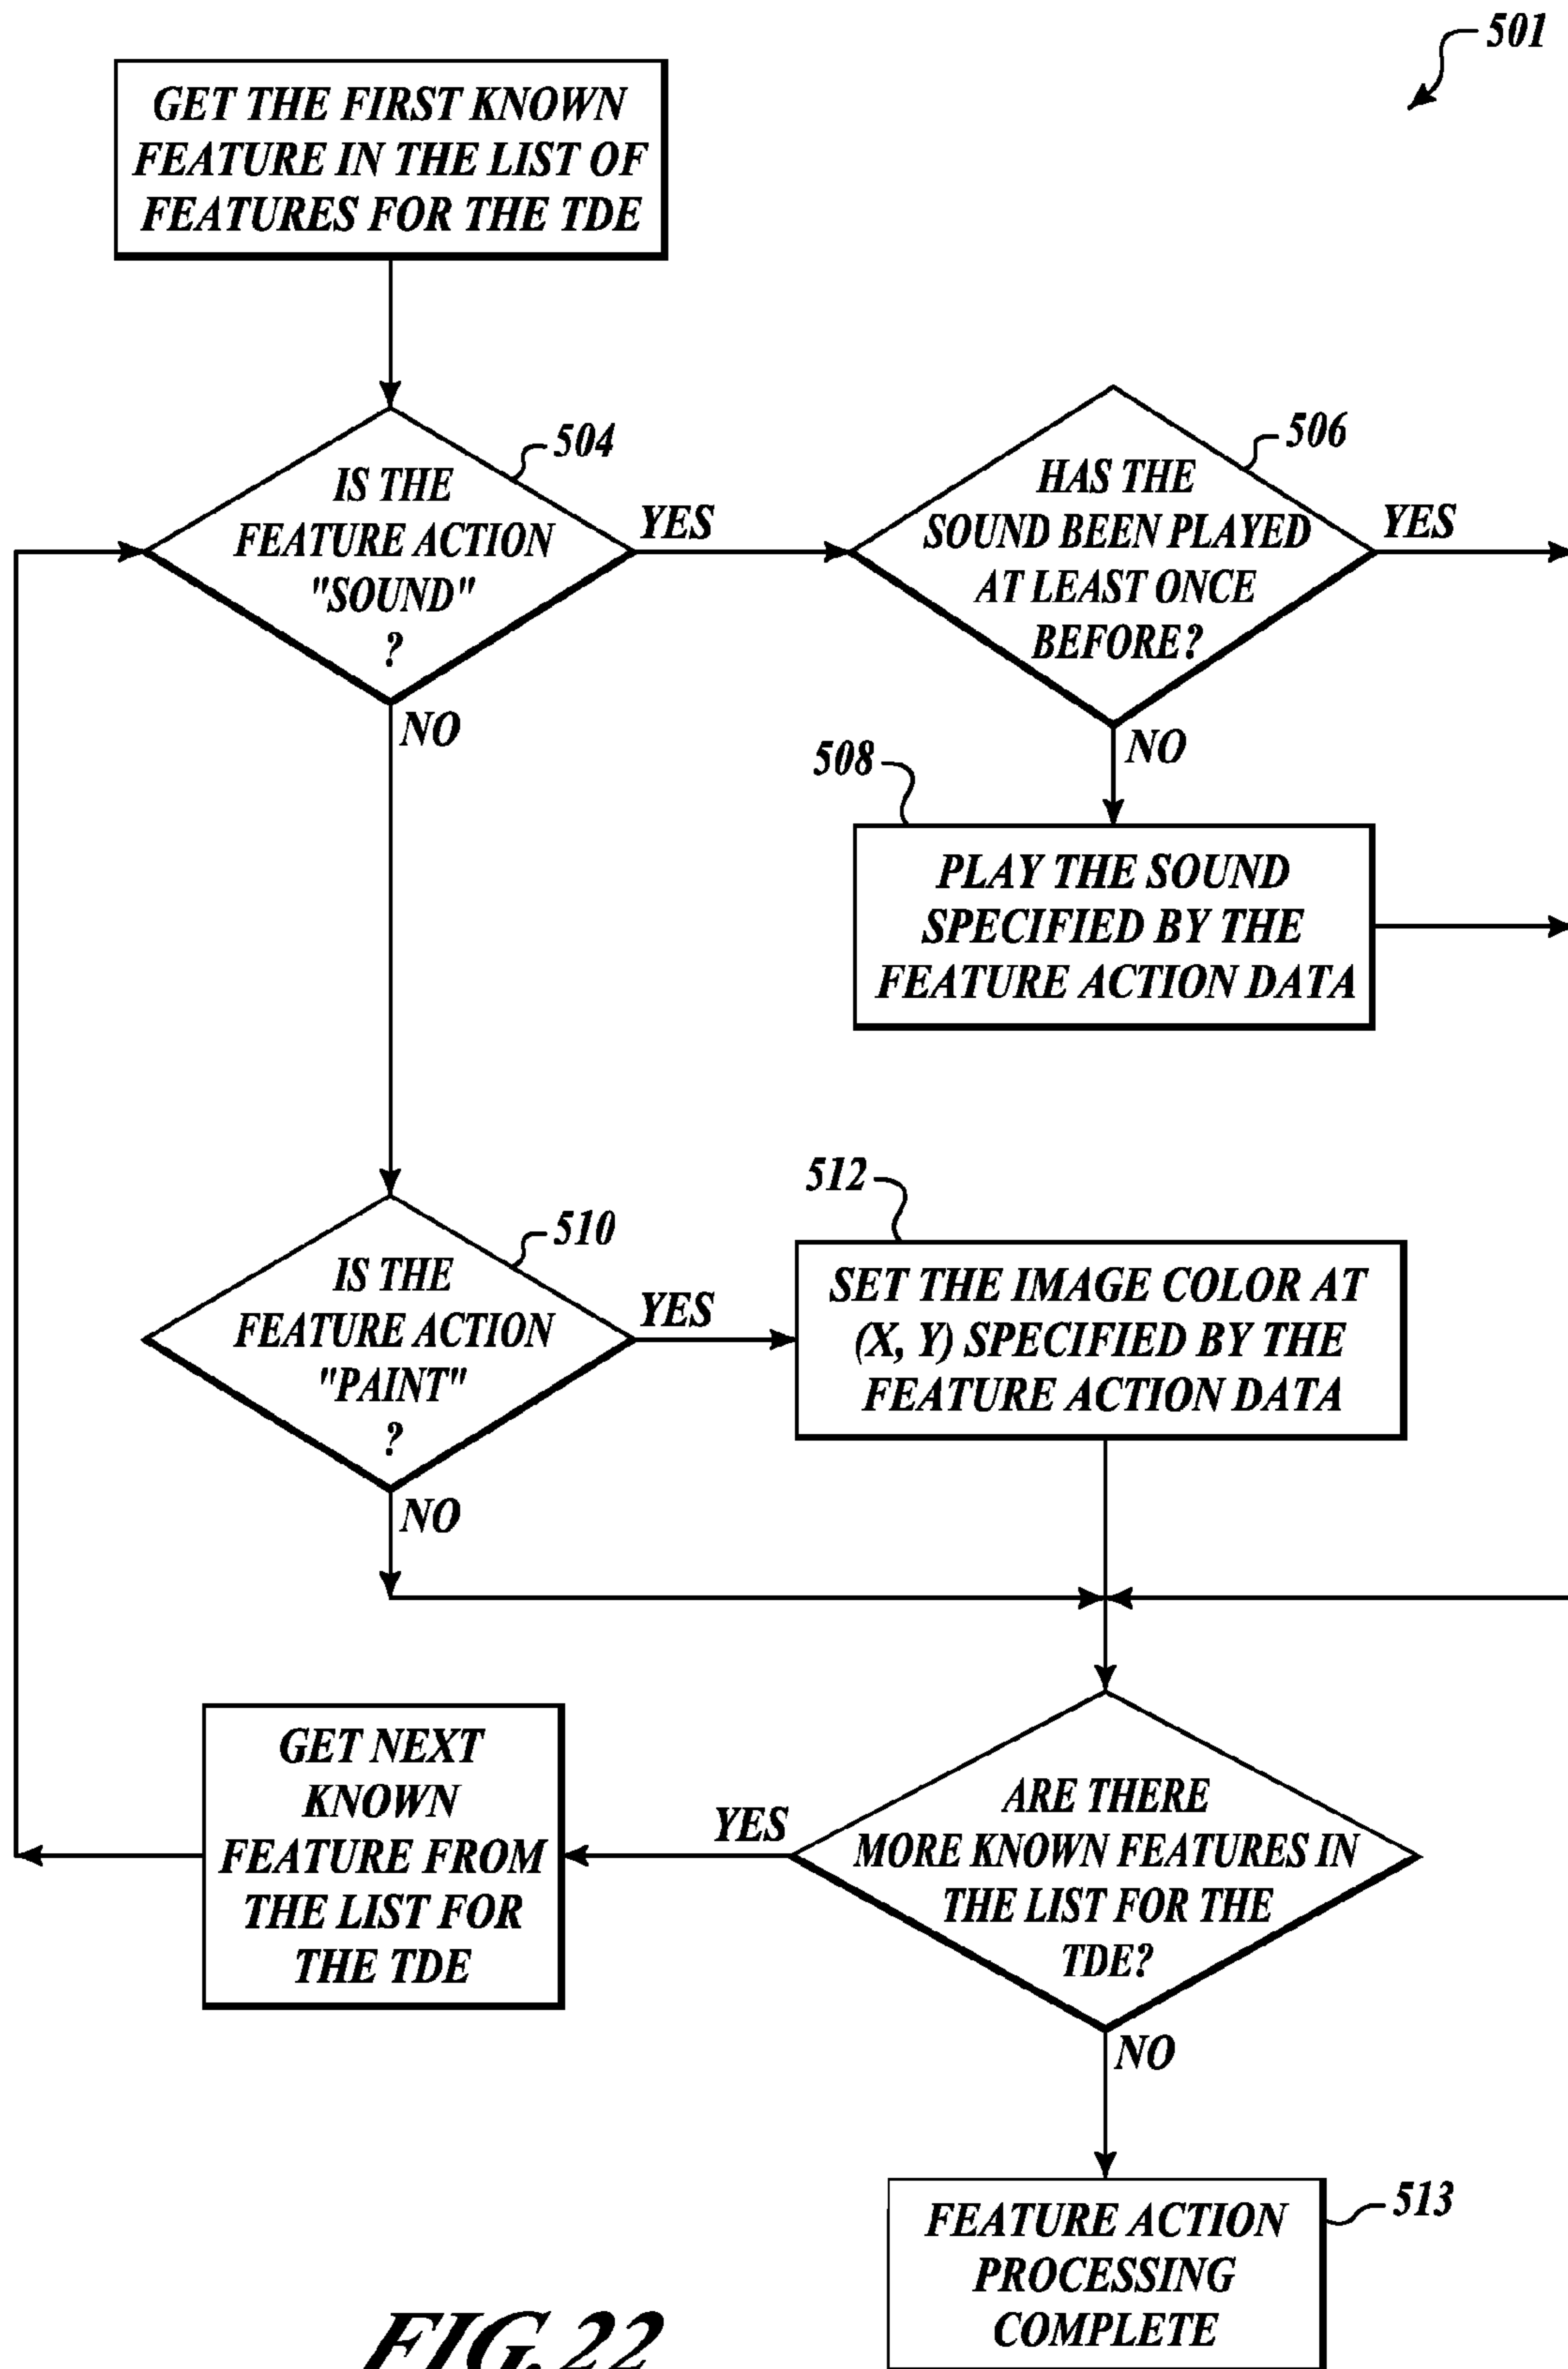 501
GET THE FIRST KNOWN
FEATURE IN THE LIST OF
FEATURES FOR THE TDE
504
IS THE
FEATURE ACTION
"SOUND"
?
YES
NO
506
HAS THE
SOUND BEEN PLAYED
AT LEAST ONCE
BEFORE?
YES
NO
508
PLAY THE SOUND
SPECIFIED BY THE
FEATURE ACTION DATA
510
IS THE
FEATURE ACTION
"PAINT"
?
YES
NO
512
SET THE IMAGE COLOR AT
(X, Y) SPECIFIED BY THE
FEATURE ACTION DATA
GET NEXT
KNOWN
FEATURE FROM
THE LIST FOR
THE TDE
YES
ARE THERE
MORE KNOWN FEATURES IN
THE LIST FOR THE
TDE?
NO
513
FEATURE ACTION
PROCESSING
COMPLETE
FIG.22